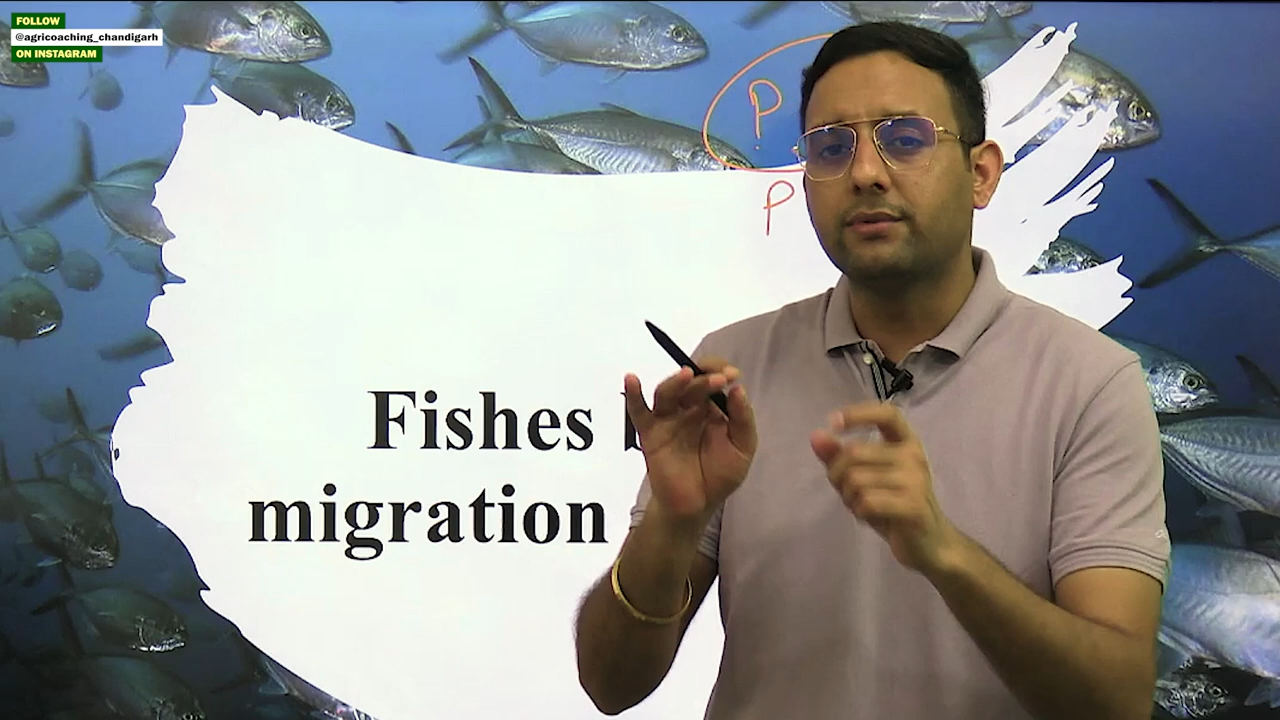 FOLLOW
@agricoaching_chandigarh
ON INSTAGRAM
P
P
Fishes
migration